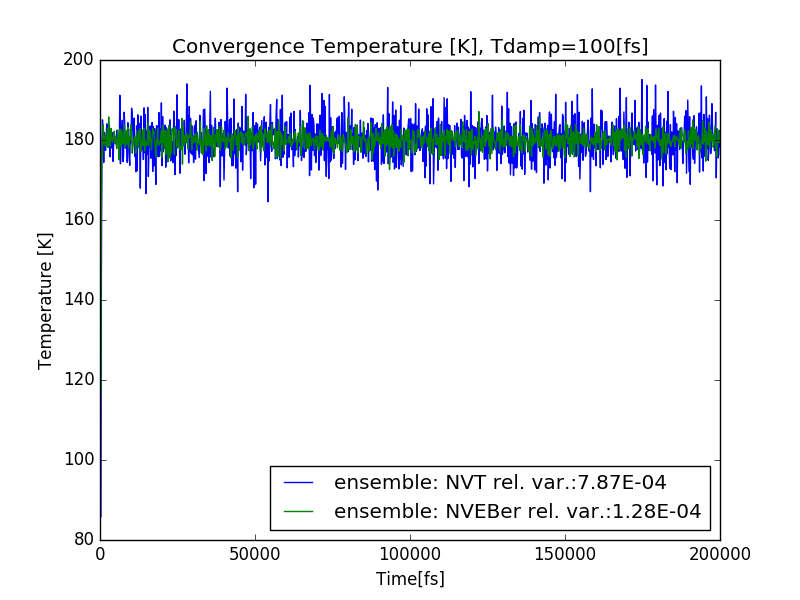 Convergence Temperature [K], Tdamp=100[fs]
200
180
160
140
120
100
80
Temperature [K]
ensemble: NVT rel. var.:7.87E-04
ensemble: NVEBer rel. var.:1.28E-04
0 50000 100000 150000 200000
Time[fs]